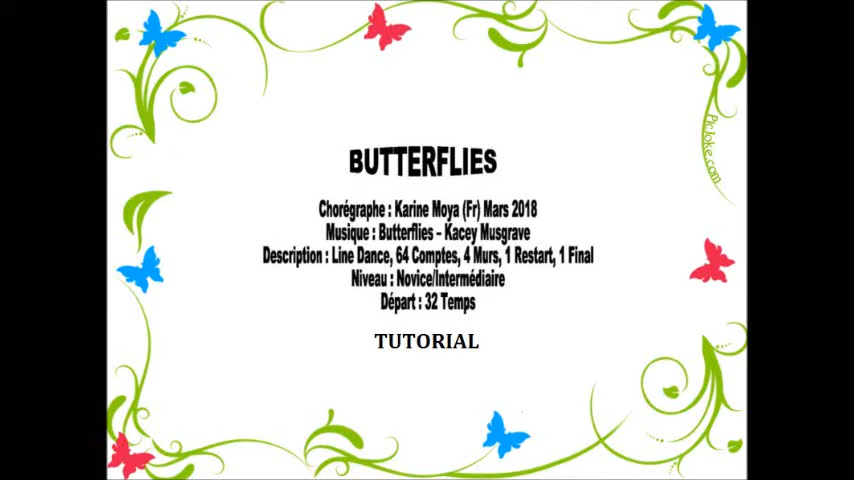 BUTTERFLIES
Chorégraphe : Karine Moya (Fr) Mars 2018
Musique : Butterflies – Kacey Musgrave
Description : Line Dance, 64 Comptes, 4 Murs, 1 Restart, 1 Final
Niveau : Novice/Intermédiaire
Départ : 32 Temps
TUTORIAL
PicJoke.com